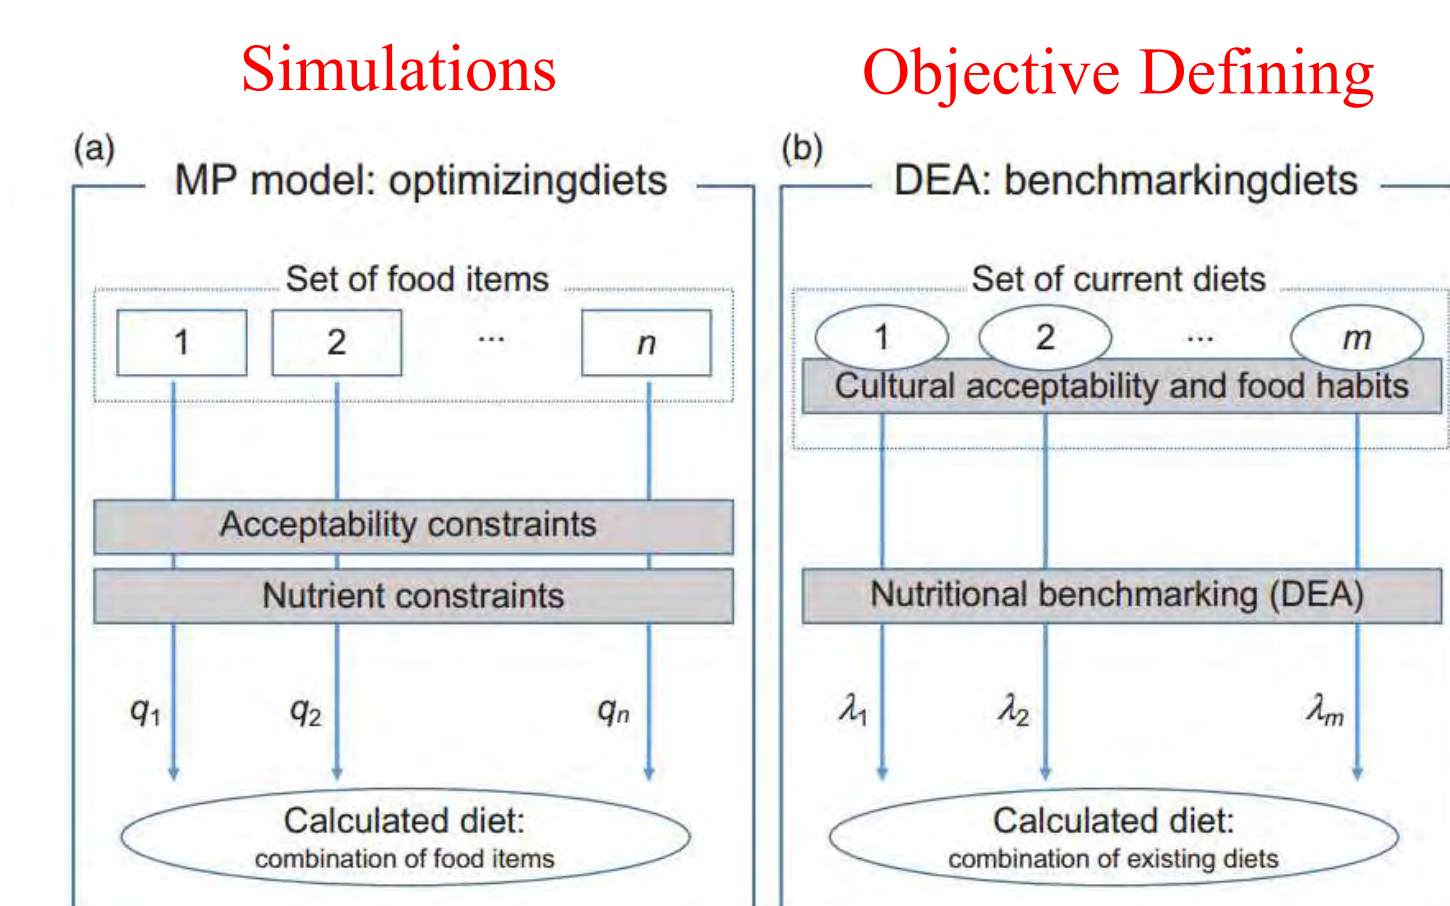 Simulations
Objective Defining
(a)
MP model: optimizingdiets
Set of food items
1
2
...
n
Acceptability constraints
Nutrient constraints
q1
q2
qn
Calculated diet:
combination of food items
(b)
DEA: benchmarkingdiets
Set of current diets
1
2
...
m
Cultural acceptability and food habits
Nutritional benchmarking (DEA)
λ1
λ2
λm
Calculated diet:
combination of existing diets